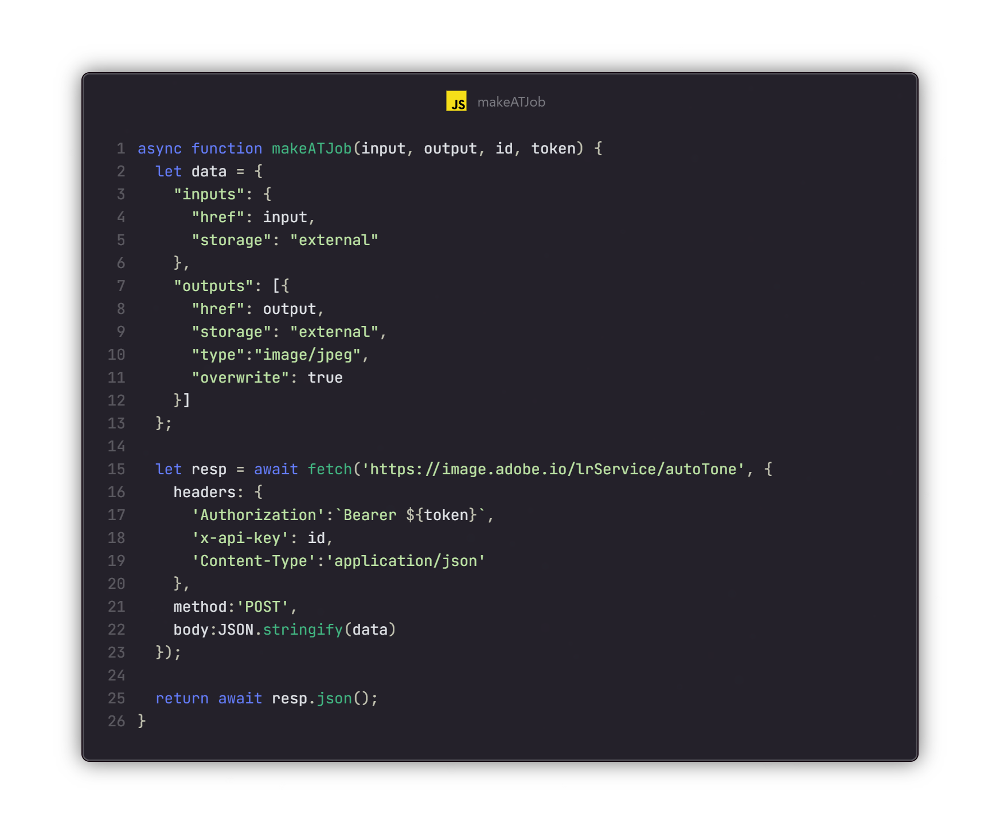 JS makeATJob
1 async function makeATJob(input, output, id, token) {
2   let data = {
3     "inputs": {
4       "href": input,
5       "storage": "external"
6     },
7     "outputs": [{
8       "href": output,
9       "storage": "external",
10       "type":"image/jpeg",
11       "overwrite": true
12     }]
13   };
14
15   let resp = await fetch('https://image.adobe.io/lrService/autoTone', {
16     headers: {
17       'Authorization':`Bearer ${token}`,
18       'x-api-key': id,
19       'Content-Type':'application/json'
20     },
21     method:'POST',
22     body:JSON.stringify(data)
23   });
24
25   return await resp.json();
26 }